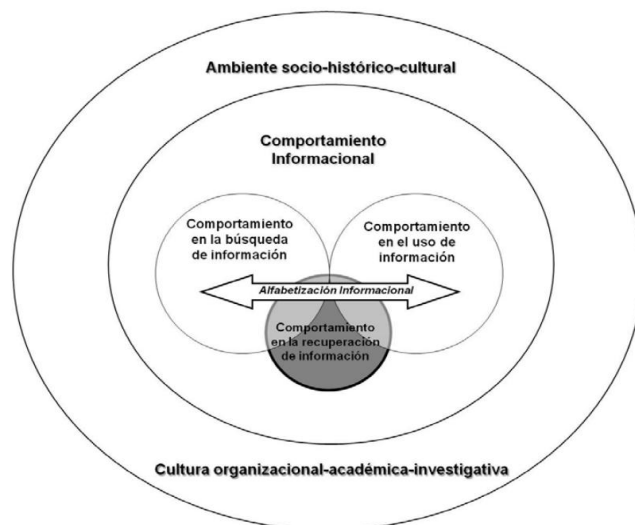 Ambiente socio-histórico-cultural
Comportamiento
Informacional
Comportamiento
en la búsqueda
de información
Comportamiento
en el uso de
información
Alfabetización Informacional
Comportamiento
en la recuperación
de información
Cultura organizacional-académica-investigativa